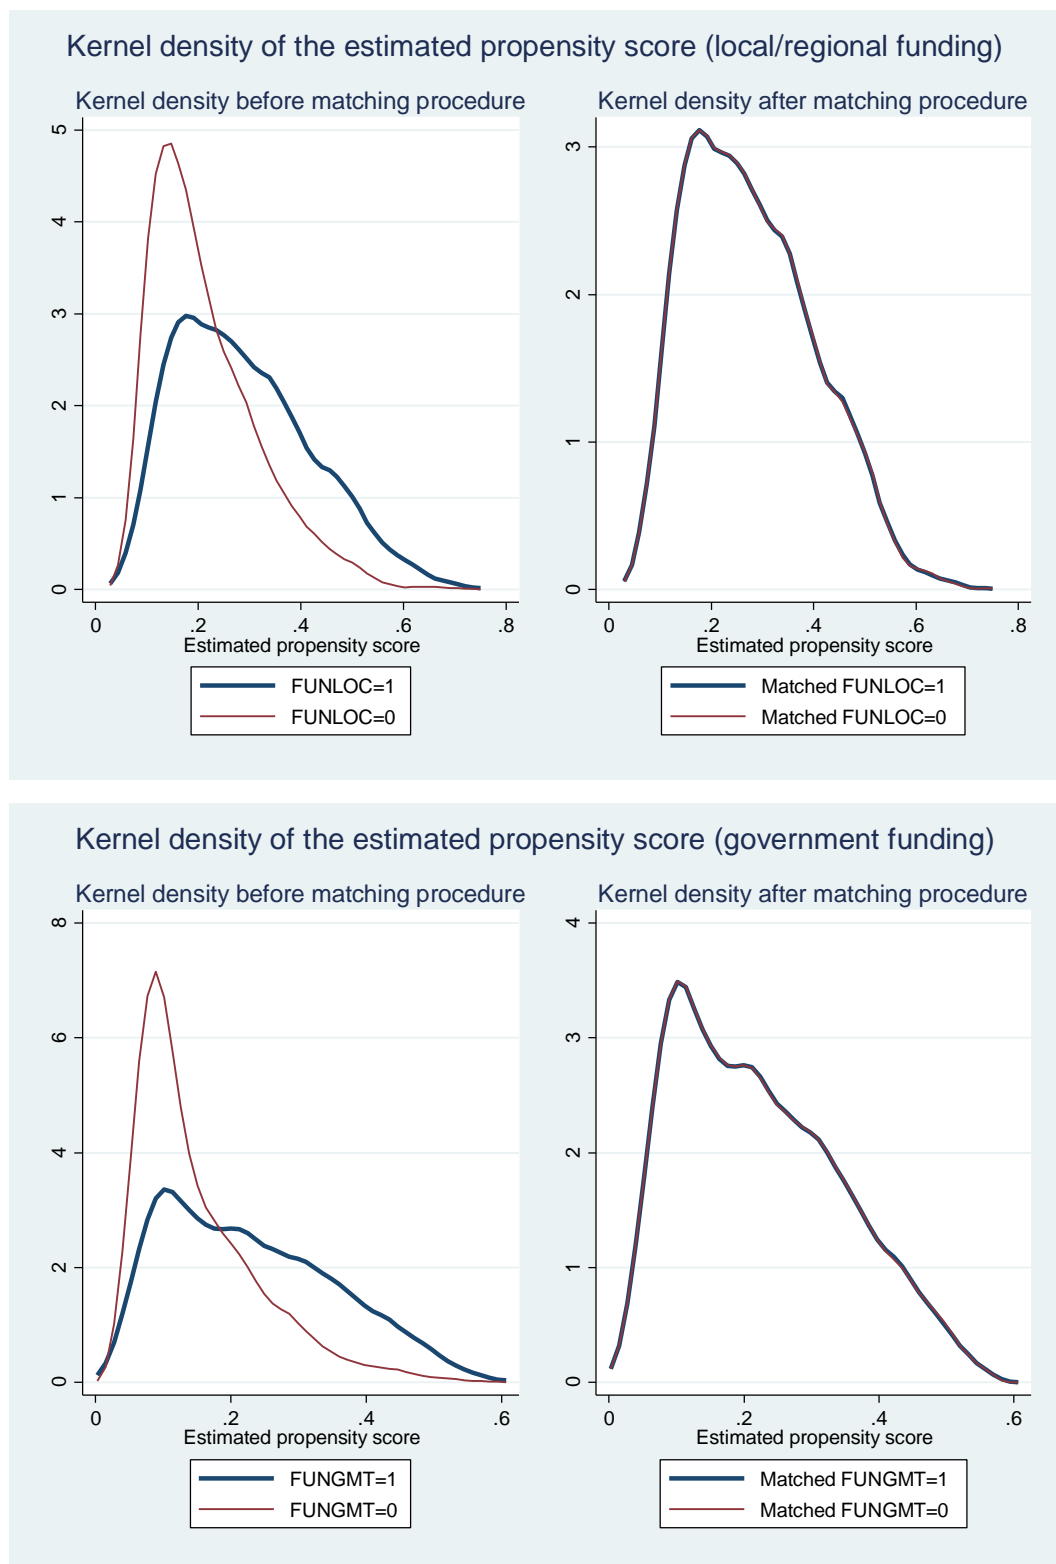 Kernel density of the estimated propensity score (local/regional funding)
Kernel density before matching procedure
5
4
3
2
1
0
0 .2 .4 .6 .8
Estimated propensity score
FUNLOC=1
FUNLOC=0
Kernel density after matching procedure
3
2
1
0
0 .2 .4 .6 .8
Estimated propensity score
Matched FUNLOC=1
Matched FUNLOC=0
Kernel density of the estimated propensity score (government funding)
Kernel density before matching procedure
8
6
4
2
0
0 .2 .4 .6
Estimated propensity score
FUNGMT=1
FUNGMT=0
Kernel density after matching procedure
4
3
2
1
0
0 .2 .4 .6
Estimated propensity score
Matched FUNGMT=1
Matched FUNGMT=0